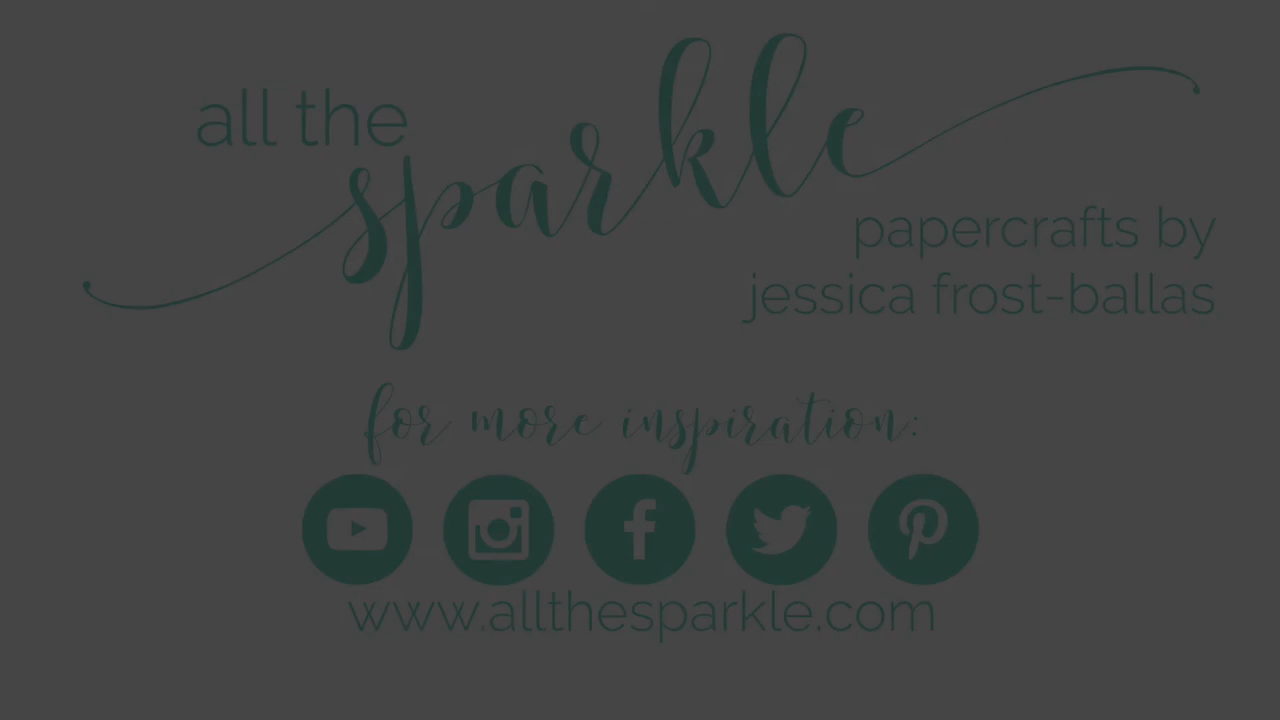 all the
sparkle
papercrafts by
jessica frost-ballas
for more inspiration:
www.allthesparkle.com